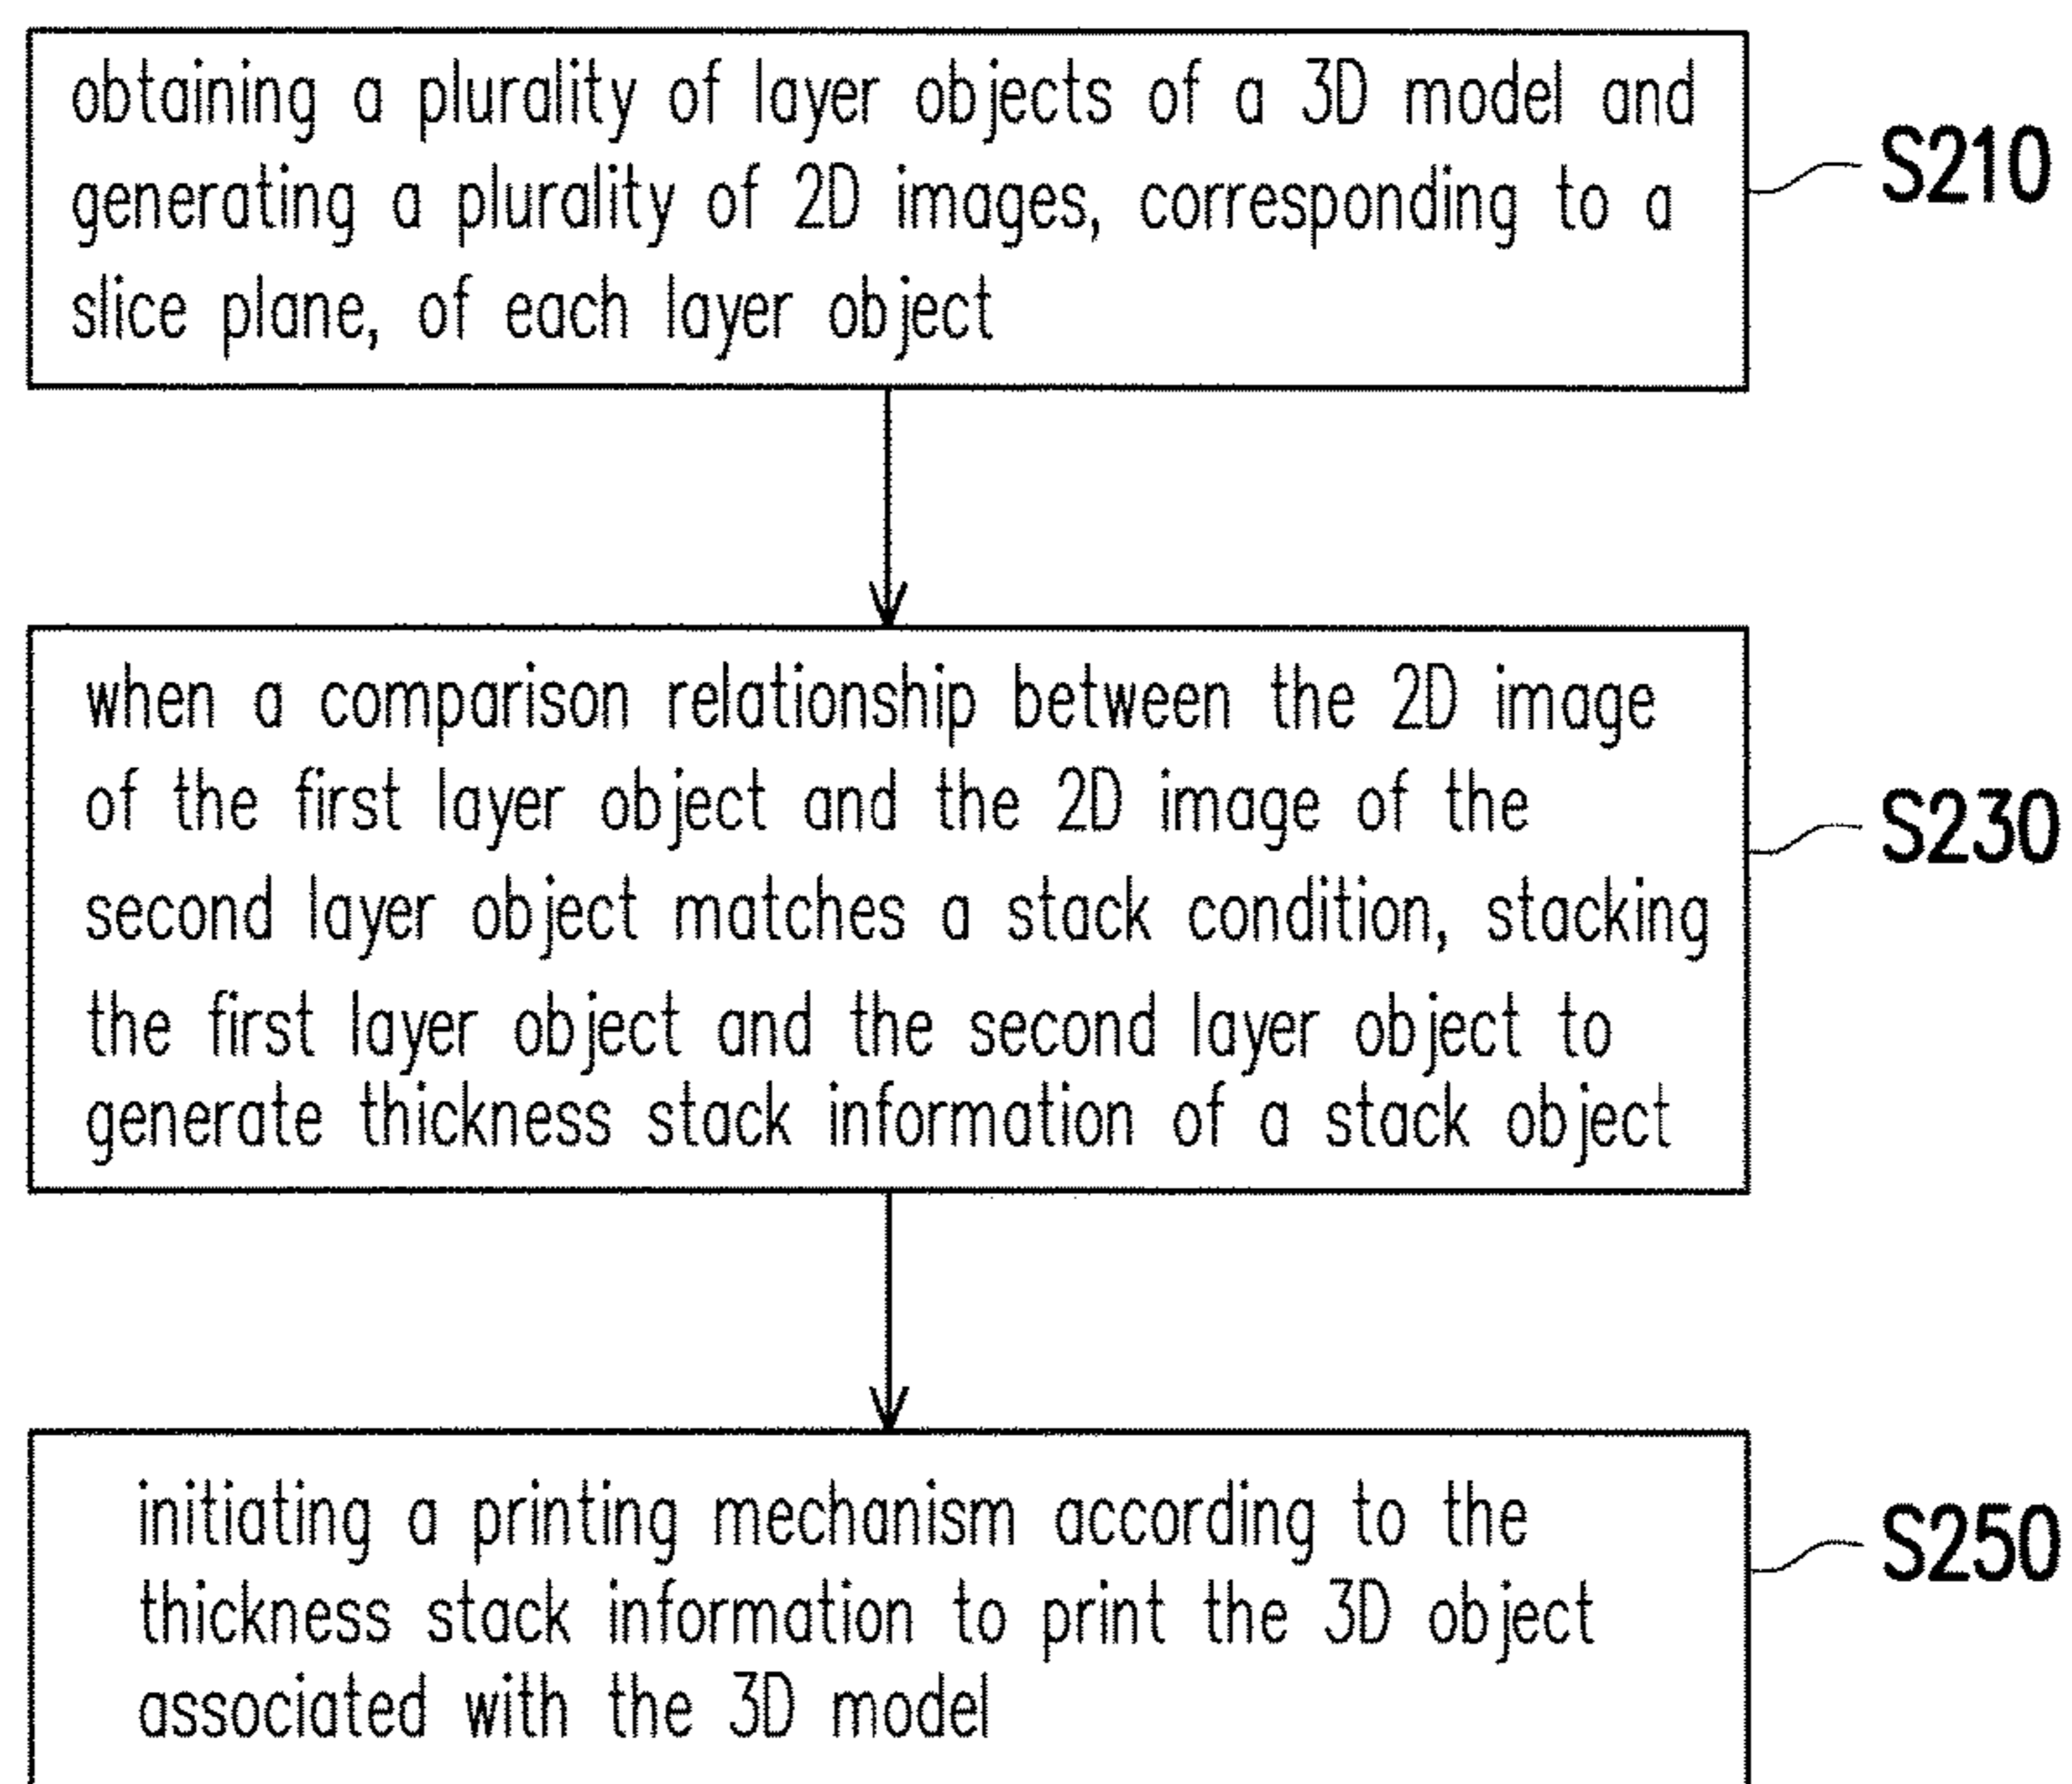 obtaining a plurality of layer objects of a 3D model and
generating a plurality of 2D images, corresponding to a
slice plane, of each layer object
S210
when a comparison relationship between the 2D image
of the first layer object and the 2D image of the
second layer object matches a stack condition, stacking
the first layer object and the second layer object to
generate thickness stack information of a stack object
S230
initiating a printing mechanism according to the
thickness stack information to print the 3D object
associated with the 3D model
S250